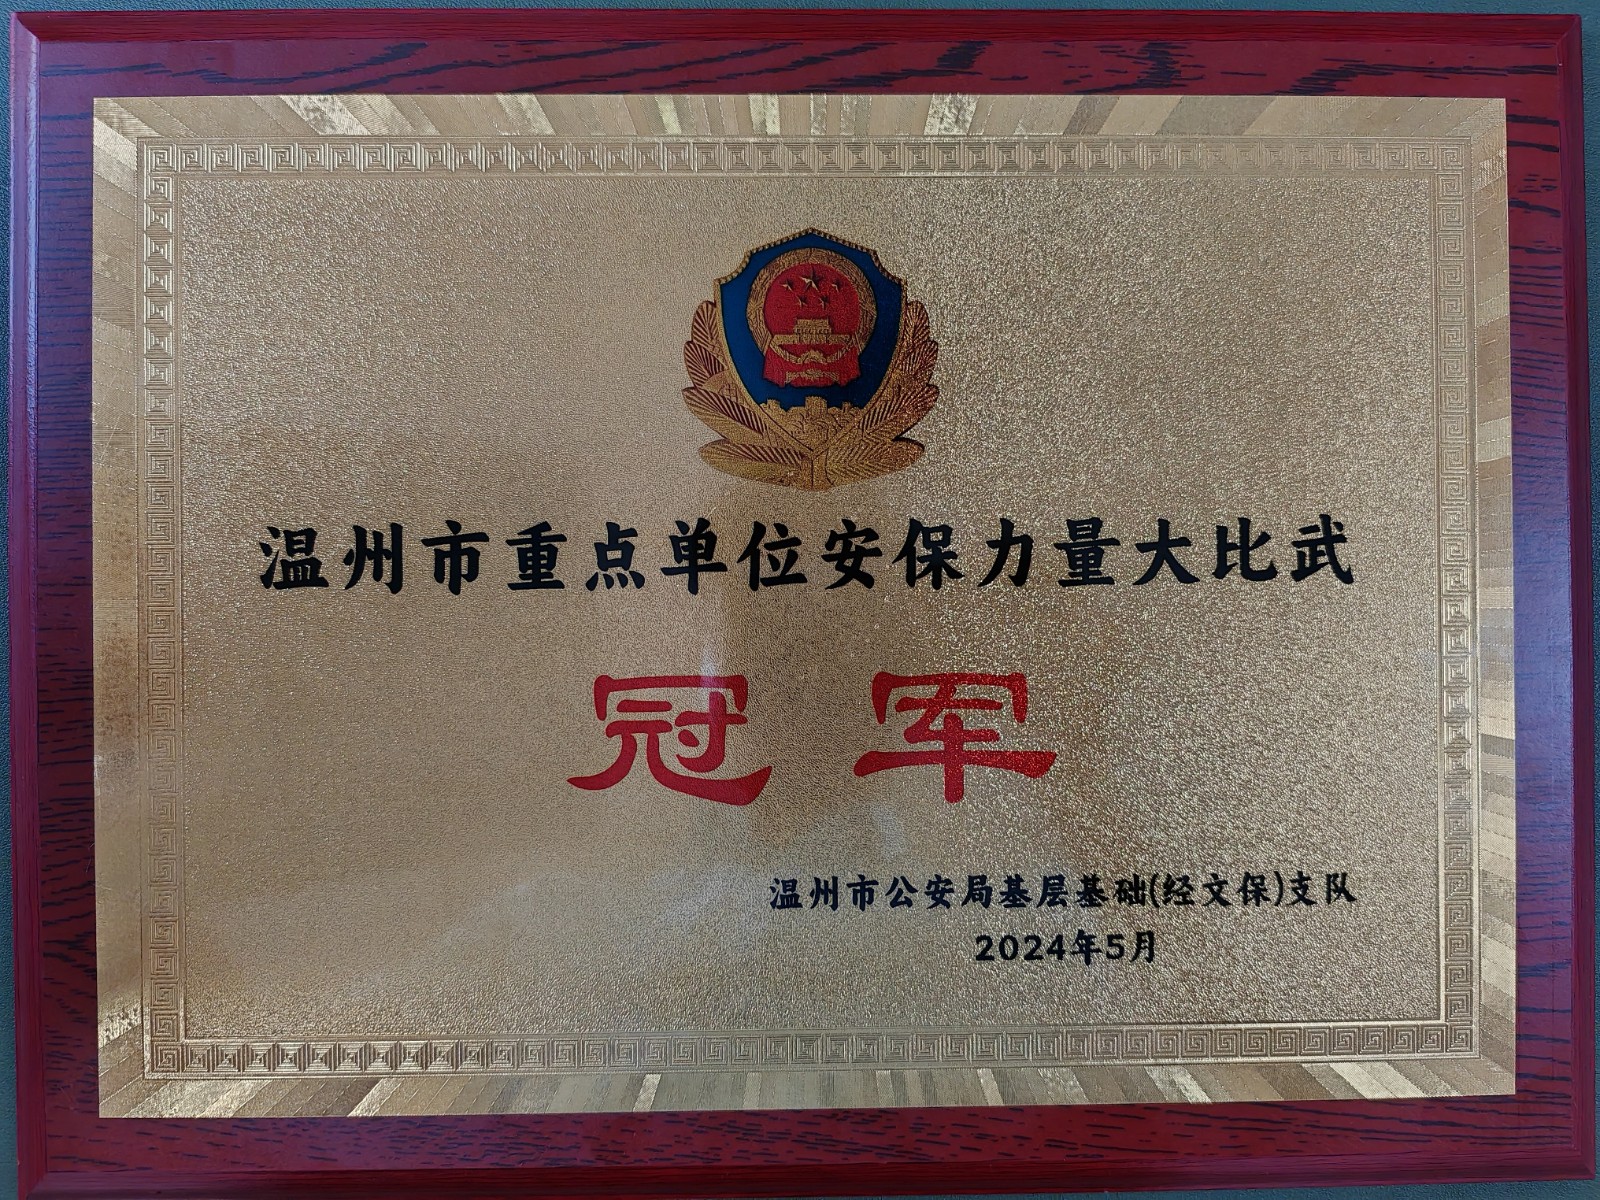 温州市重点单位安保力量大比武
冠军
温州市公安局基层基础(经文保)支队
2024年5月